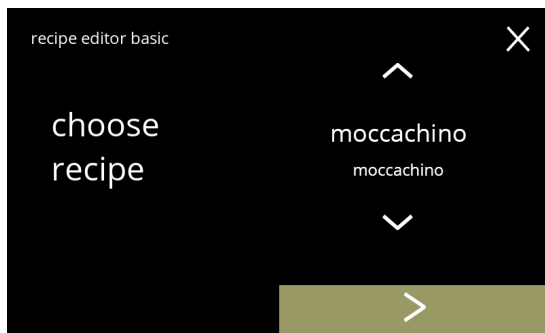 recipe editor basic
choose
recipe
moccachino
moccachino